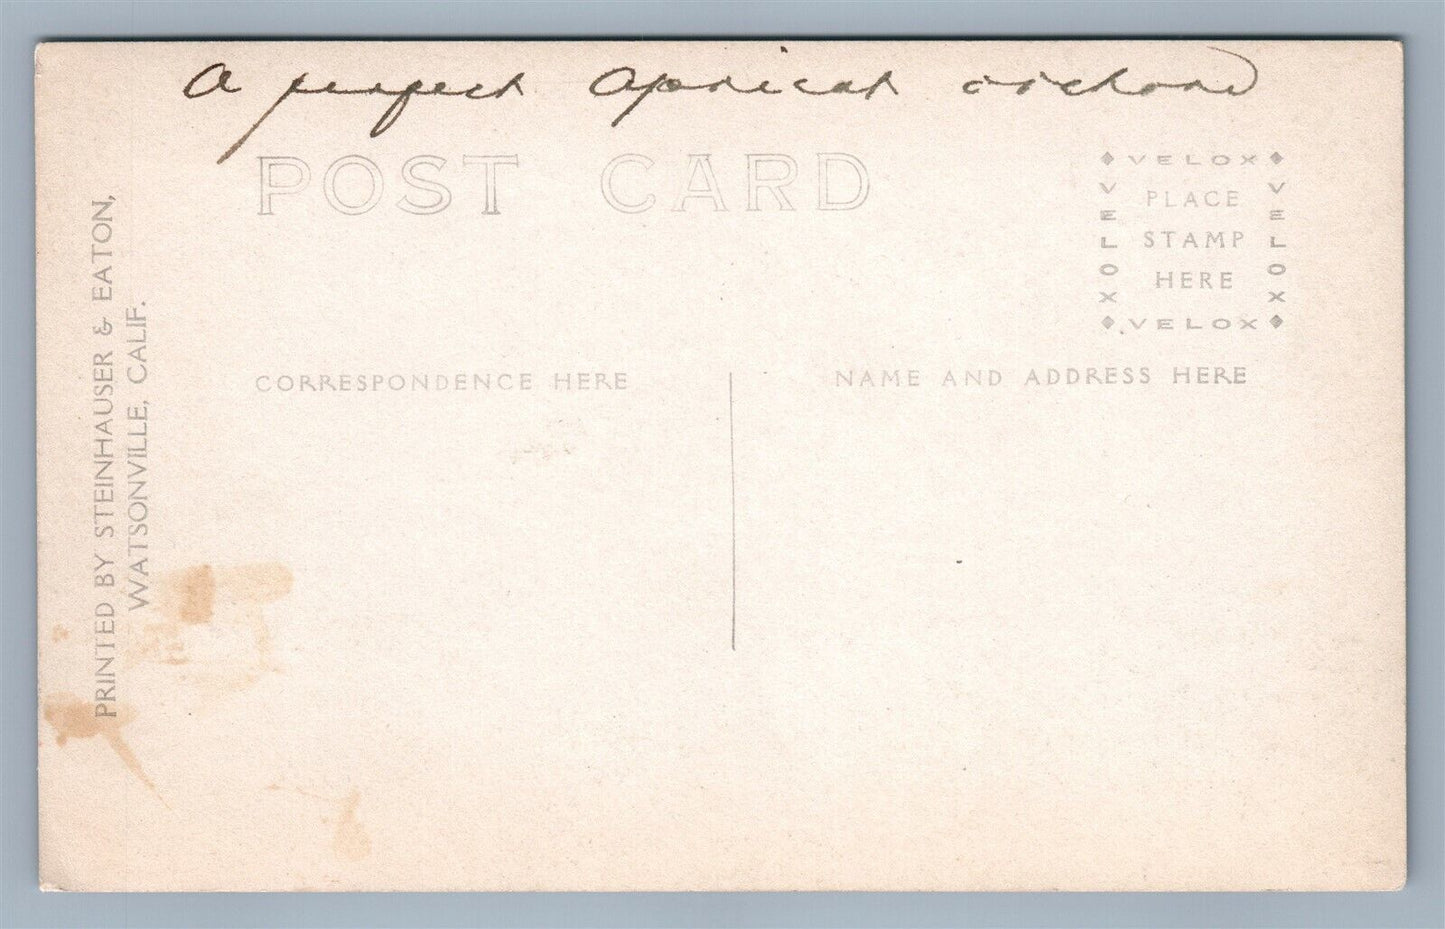 A perfect Apricot orchard
POST CARD
VELOX
VELOX
PLACE
STAMP
HERE
VELOX
VELOX
CORRESPONDENCE HERE
NAME AND ADDRESS HERE
PRINTED BY STEINHAUSER & EATON,
WATSONVILLE, CALIF.